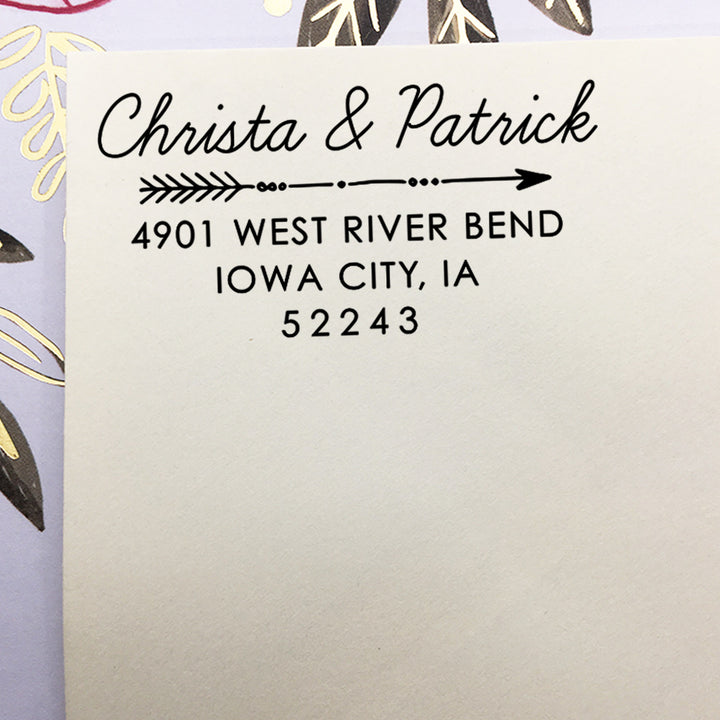 Christa & Patrick
4901 WEST RIVER BEND
IOWA CITY, IA
52243